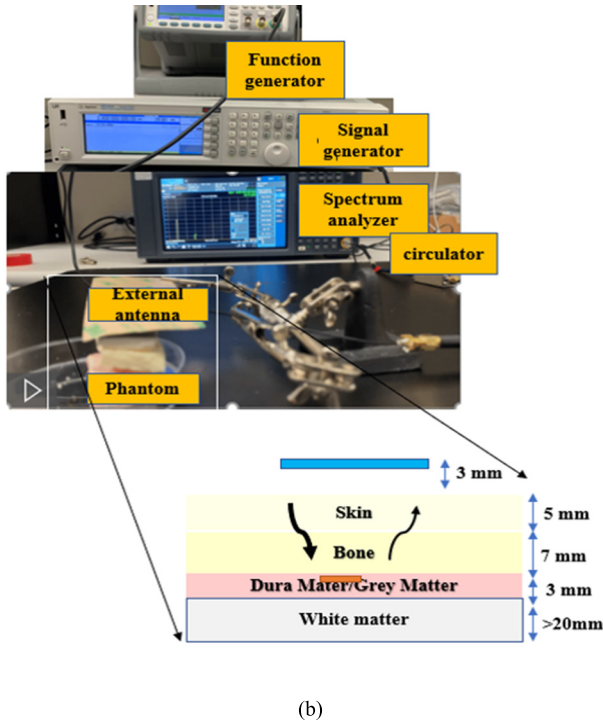 Function
generator
Signal
generator
Spectrum
analyzer
circulator
External
antenna
Phantom
3 mm
Skin
5 mm
Bone
7 mm
Dura Mater/Grey Matter
3 mm
White matter
>20mm
(b)